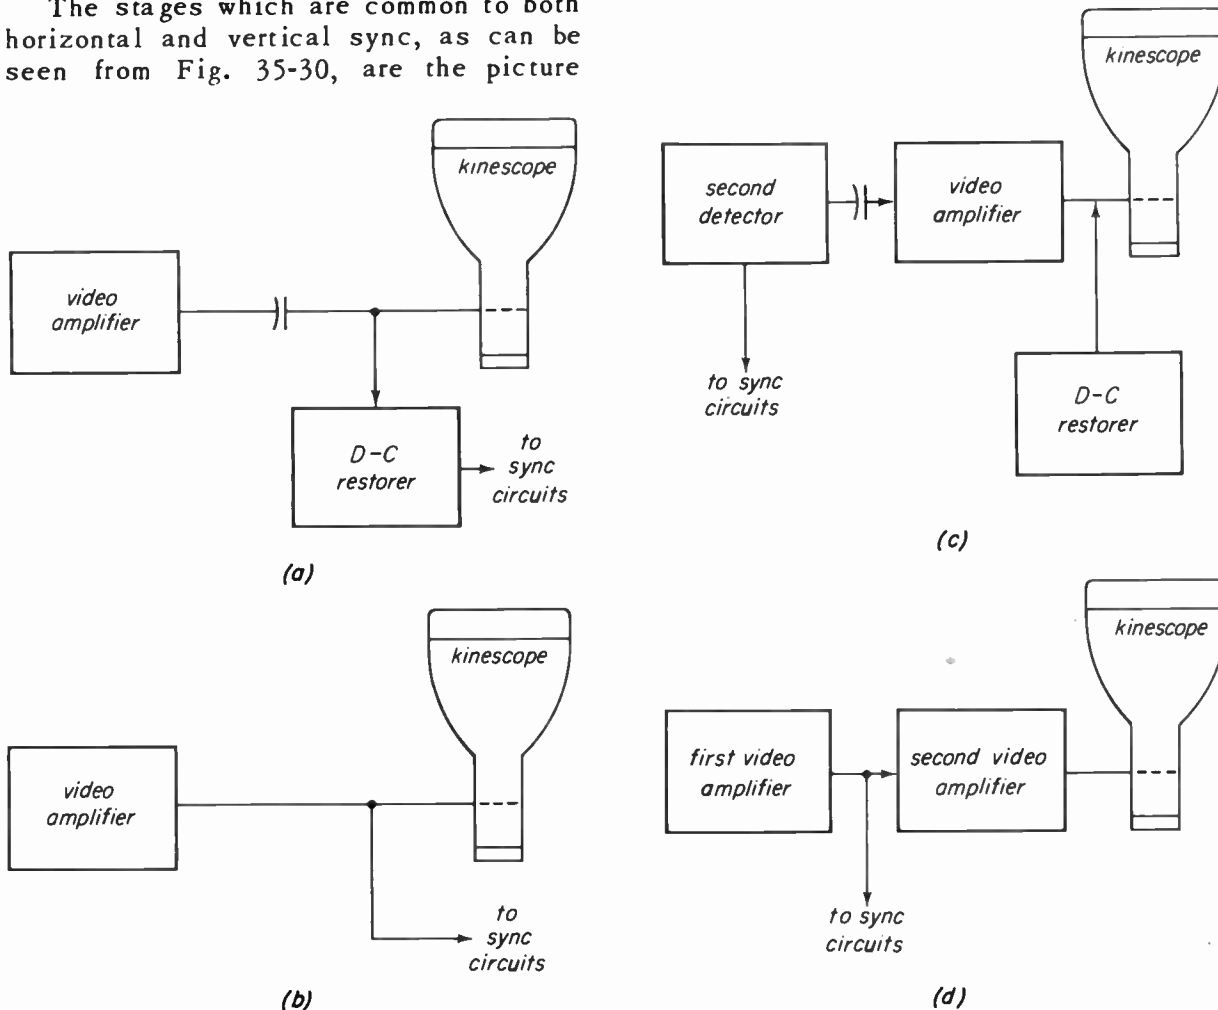 The stages which are common to both
horizontal and vertical sync, as can be
seen from Fig. 35-30, are the picture
kinescope
video
amplifier
D-C
restorer
to
sync
circuits
(a)
kinescope
video
amplifier
to
sync
circuits
(b)
kinescope
second
detector
video
amplifier
to sync
circuits
D-C
restorer
(c)
kinescope
first video
amplifier
second video
amplifier
to sync
circuits
(d)